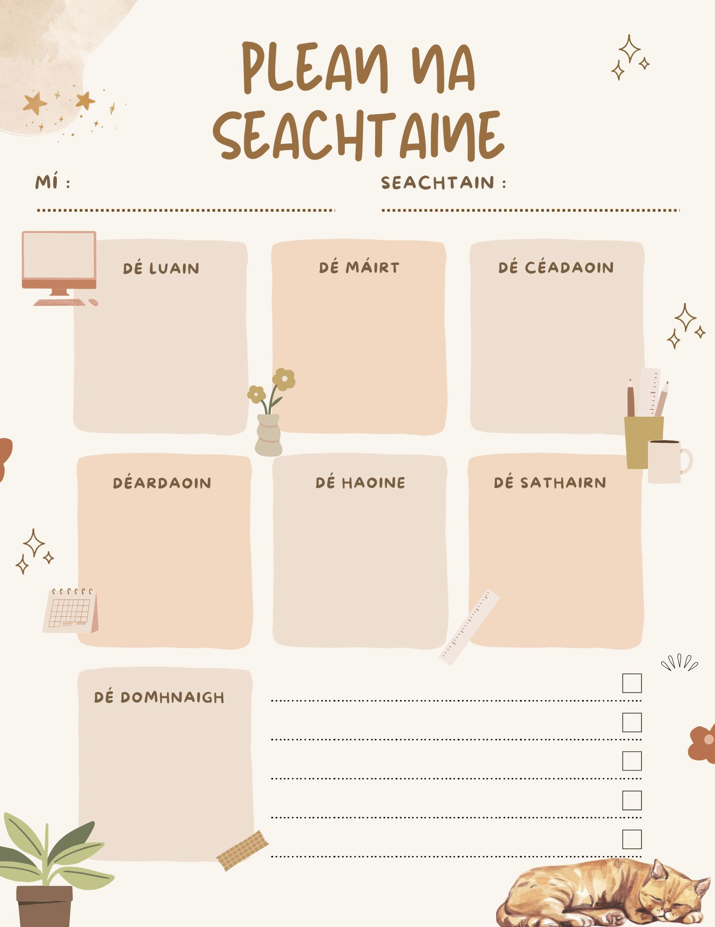 PLEAN NA
SEACHTAINE
MÍ :
SEACHTAIN :
DÉ LUAIN
DÉ MÁIRT
DÉ CÉADAOIN
DÉARDAOIN
DÉ HAOINE
DÉ SATHAIRN
DÉ DOMHNAIGH